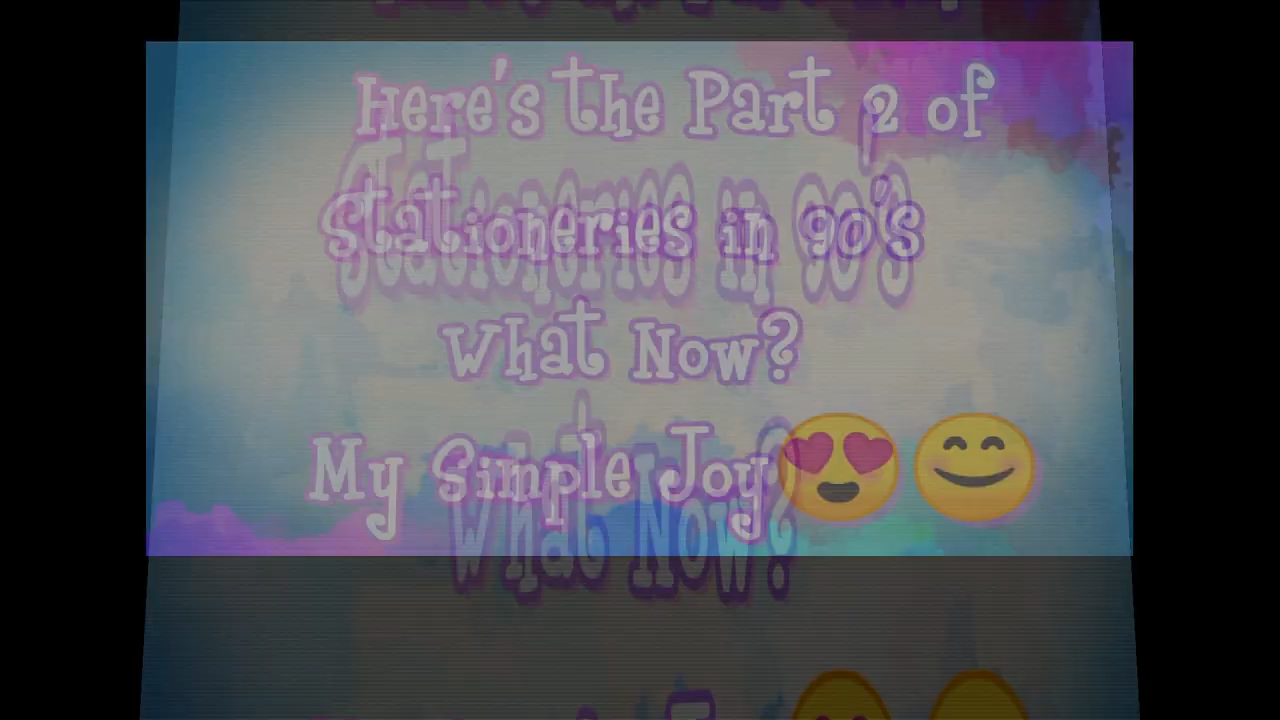 Here's the Part 2 of
Stationeries in 90's
What Now?
My Simple Joy😍😊